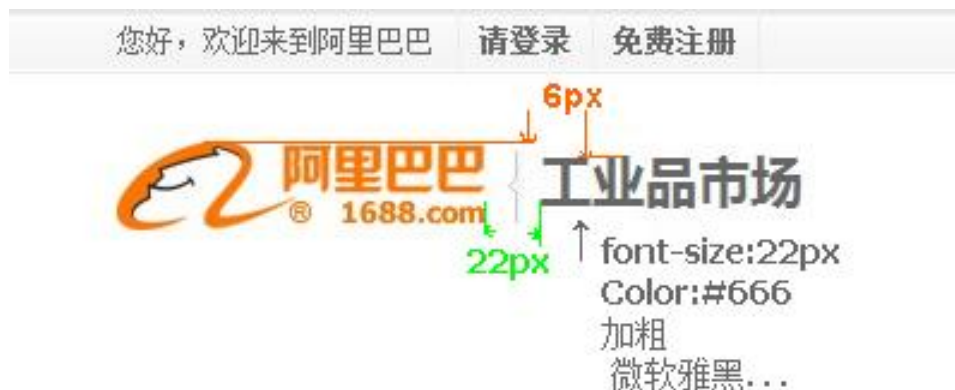 您好，欢迎来到阿里巴巴 请登录 免费注册
6px
阿里巴巴 工业品市场
® 1688.com
22px
font-size:22px
Color:#666
加粗
微软雅黑...